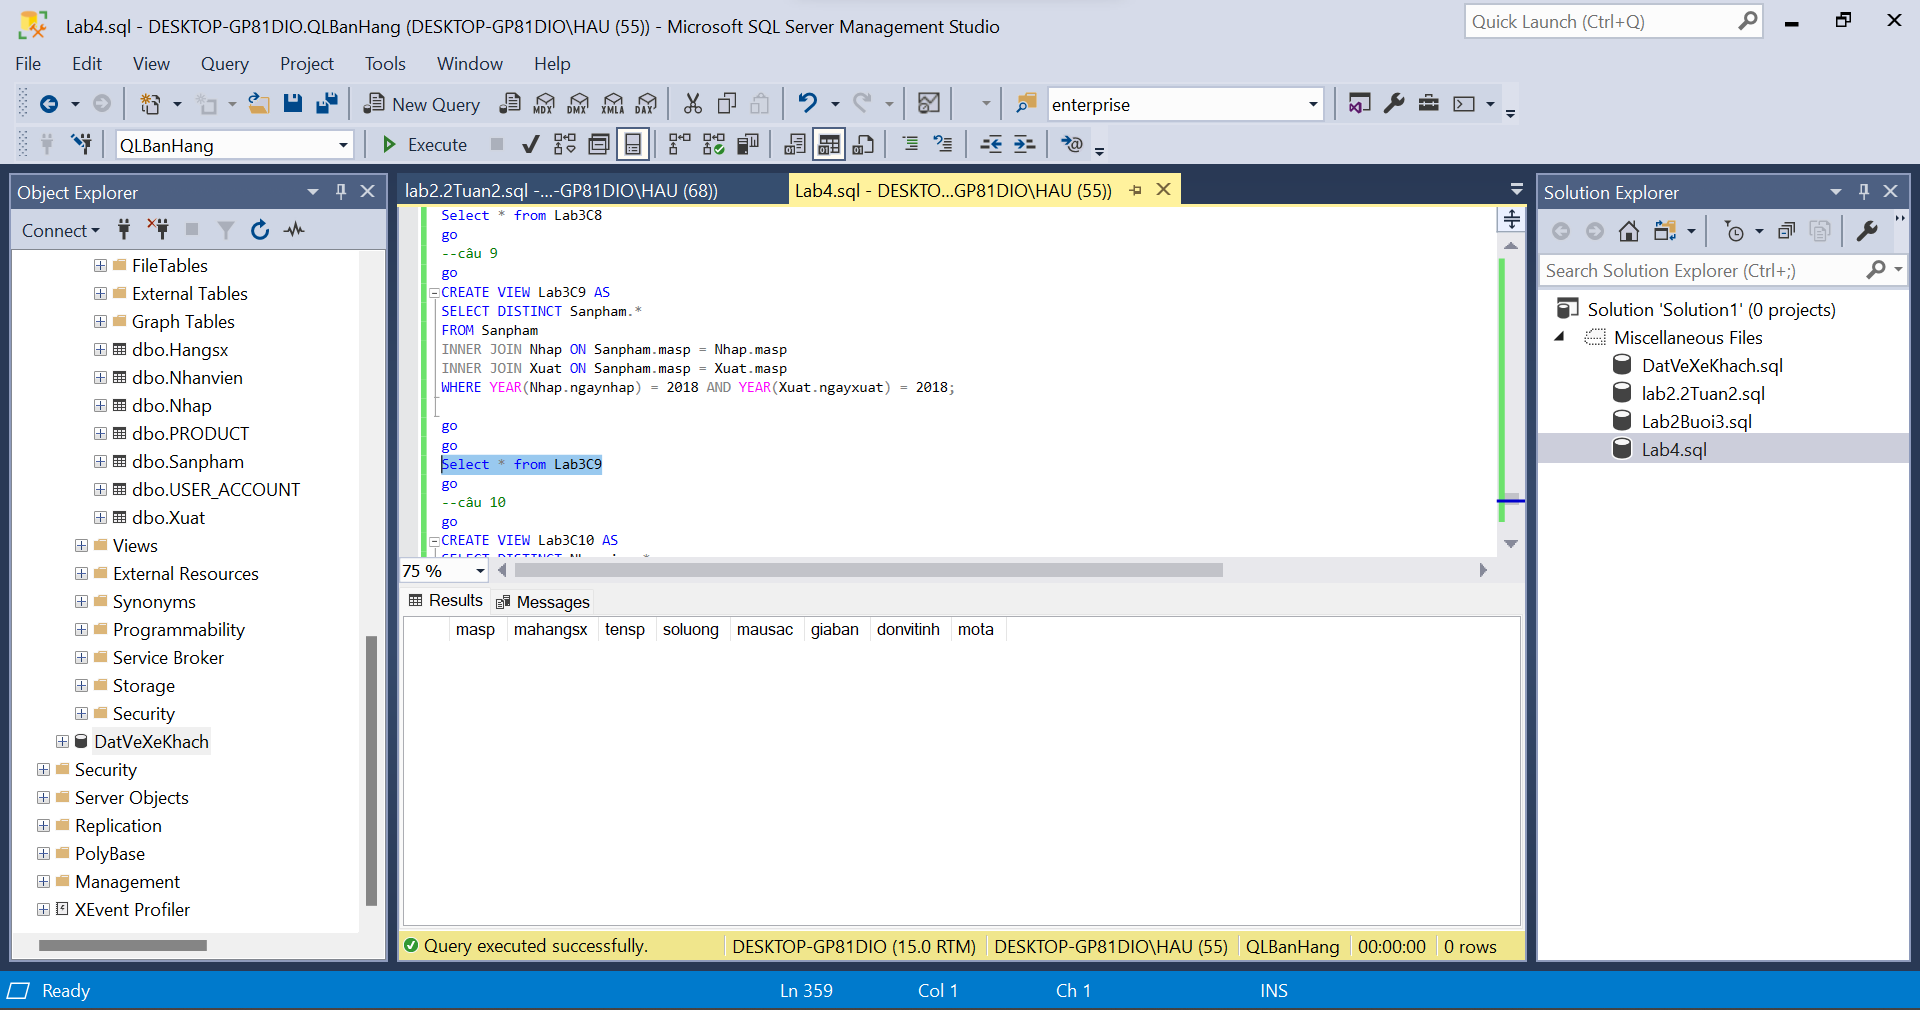 Lab4.sql - DESKTOP-GP81DIO.QLBanHang (DESKTOP-GP81DIO\HAU (55)) - Microsoft SQL Server Management Studio
Quick Launch (Ctrl+Q)
File Edit View Query Project Tools Window Help
New Query MDX DMX XMLA DAX enterprise
QLBanHang Execute
Object Explorer
Connect
FileTables
External Tables
Graph Tables
dbo.Hangsx
dbo.Nhanvien
dbo.Nhap
dbo.PRODUCT
dbo.Sanpham
dbo.USER_ACCOUNT
dbo.Xuat
Views
External Resources
Synonyms
Programmability
Service Broker
Storage
Security
DatVeXeKhach
Security
Server Objects
Replication
PolyBase
Management
XEvent Profiler
lab2.2Tuan2.sql -...-GP81DIO\HAU (68))
Lab4.sql - DESKTO...GP81DIO\HAU (55))
Select * from Lab3C8
go
--câu 9
go
CREATE VIEW Lab3C9 AS
SELECT DISTINCT Sanpham.*
FROM Sanpham
INNER JOIN Nhap ON Sanpham.masp = Nhap.masp
INNER JOIN Xuat ON Sanpham.masp = Xuat.masp
WHERE YEAR(Nhap.ngaynhap) = 2018 AND YEAR(Xuat.ngayxuat) = 2018;
go
go
Select * from Lab3C9
go
--câu 10
go
CREATE VIEW Lab3C10 AS
75 %
Results Messages
masp mahangsx tensp soluong mausac giaban donvitinh mota
Query executed successfully. DESKTOP-GP81DIO (15.0 RTM) DESKTOP-GP81DIO\HAU (55) QLBanHang 00:00:00 0 rows
Solution Explorer
Search Solution Explorer (Ctrl+;)
Solution 'Solution1' (0 projects)
Miscellaneous Files
DatVeXeKhach.sql
lab2.2Tuan2.sql
Lab2Buoi3.sql
Lab4.sql
Ready Ln 359 Col 1 Ch 1 INS